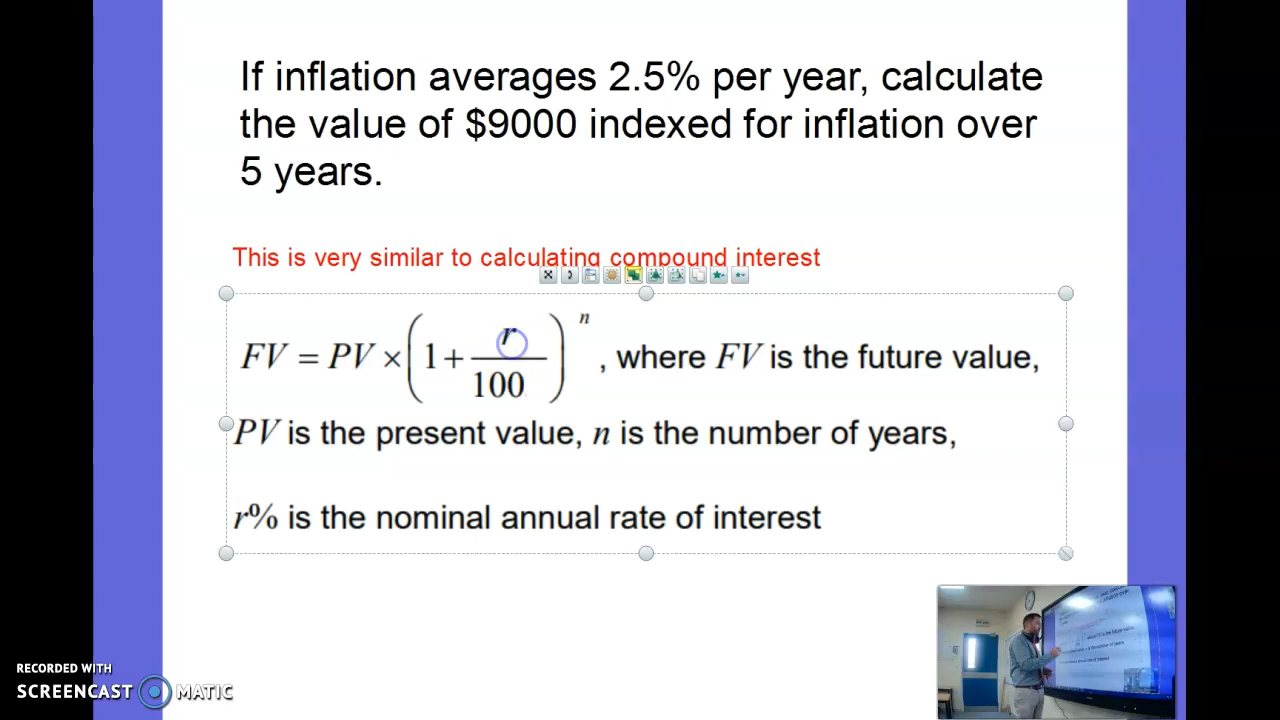 If inflation averages 2.5% per year, calculate
the value of $9000 indexed for inflation over
5 years.
This is very similar to calculating compound interest
FV = PV × (1 + r/100)^n , where FV is the future value,
PV is the present value, n is the number of years,
r% is the nominal annual rate of interest
RECORDED WITH
SCREENCAST MATIC